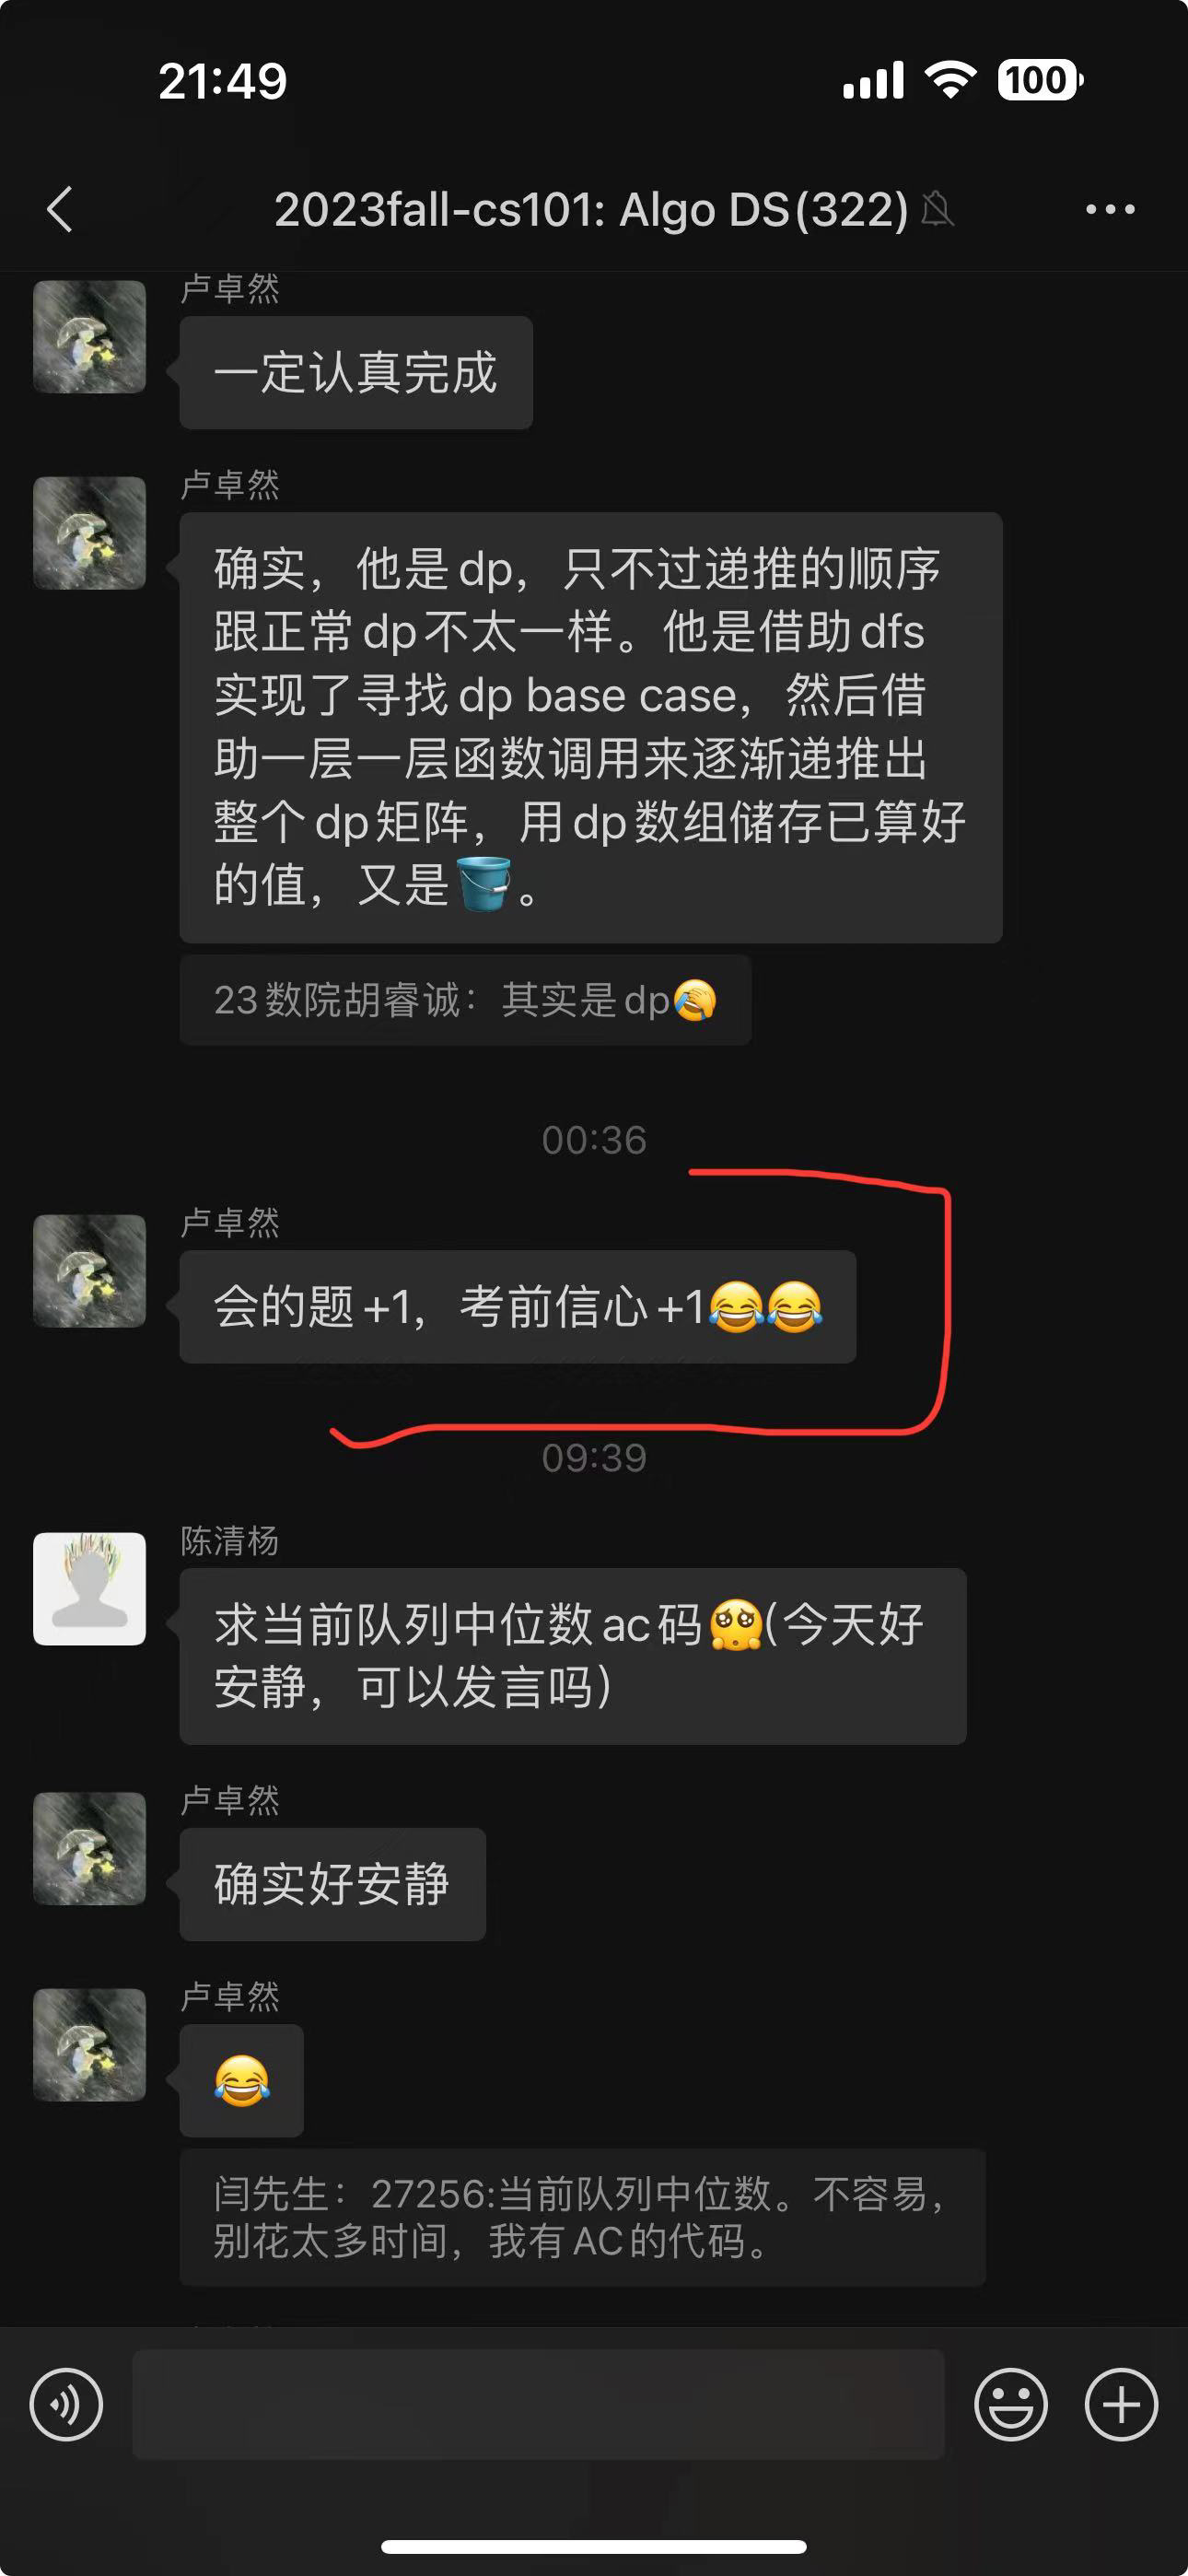 21:49
100
2023fall-cs101: Algo DS(322)
卢卓然
一定认真完成
卢卓然
确实，他是dp，只不过递推的顺序
跟正常dp不太一样。他是借助dfs
实现了寻找dp base case，然后借
助一层一层函数调用来逐渐递推出
整个dp矩阵，用dp数组储存已算好
的值，又是🪣。
23数院胡睿诚：其实是dp🤦
00:36
卢卓然
会的题+1，考前信心+1😂😂
09:39
陈清杨
求当前队列中位数ac码🥺(今天好
安静，可以发言吗)
卢卓然
确实好安静
卢卓然
😂
闫先生：27256:当前队列中位数。不容易，
别花太多时间，我有AC的代码。